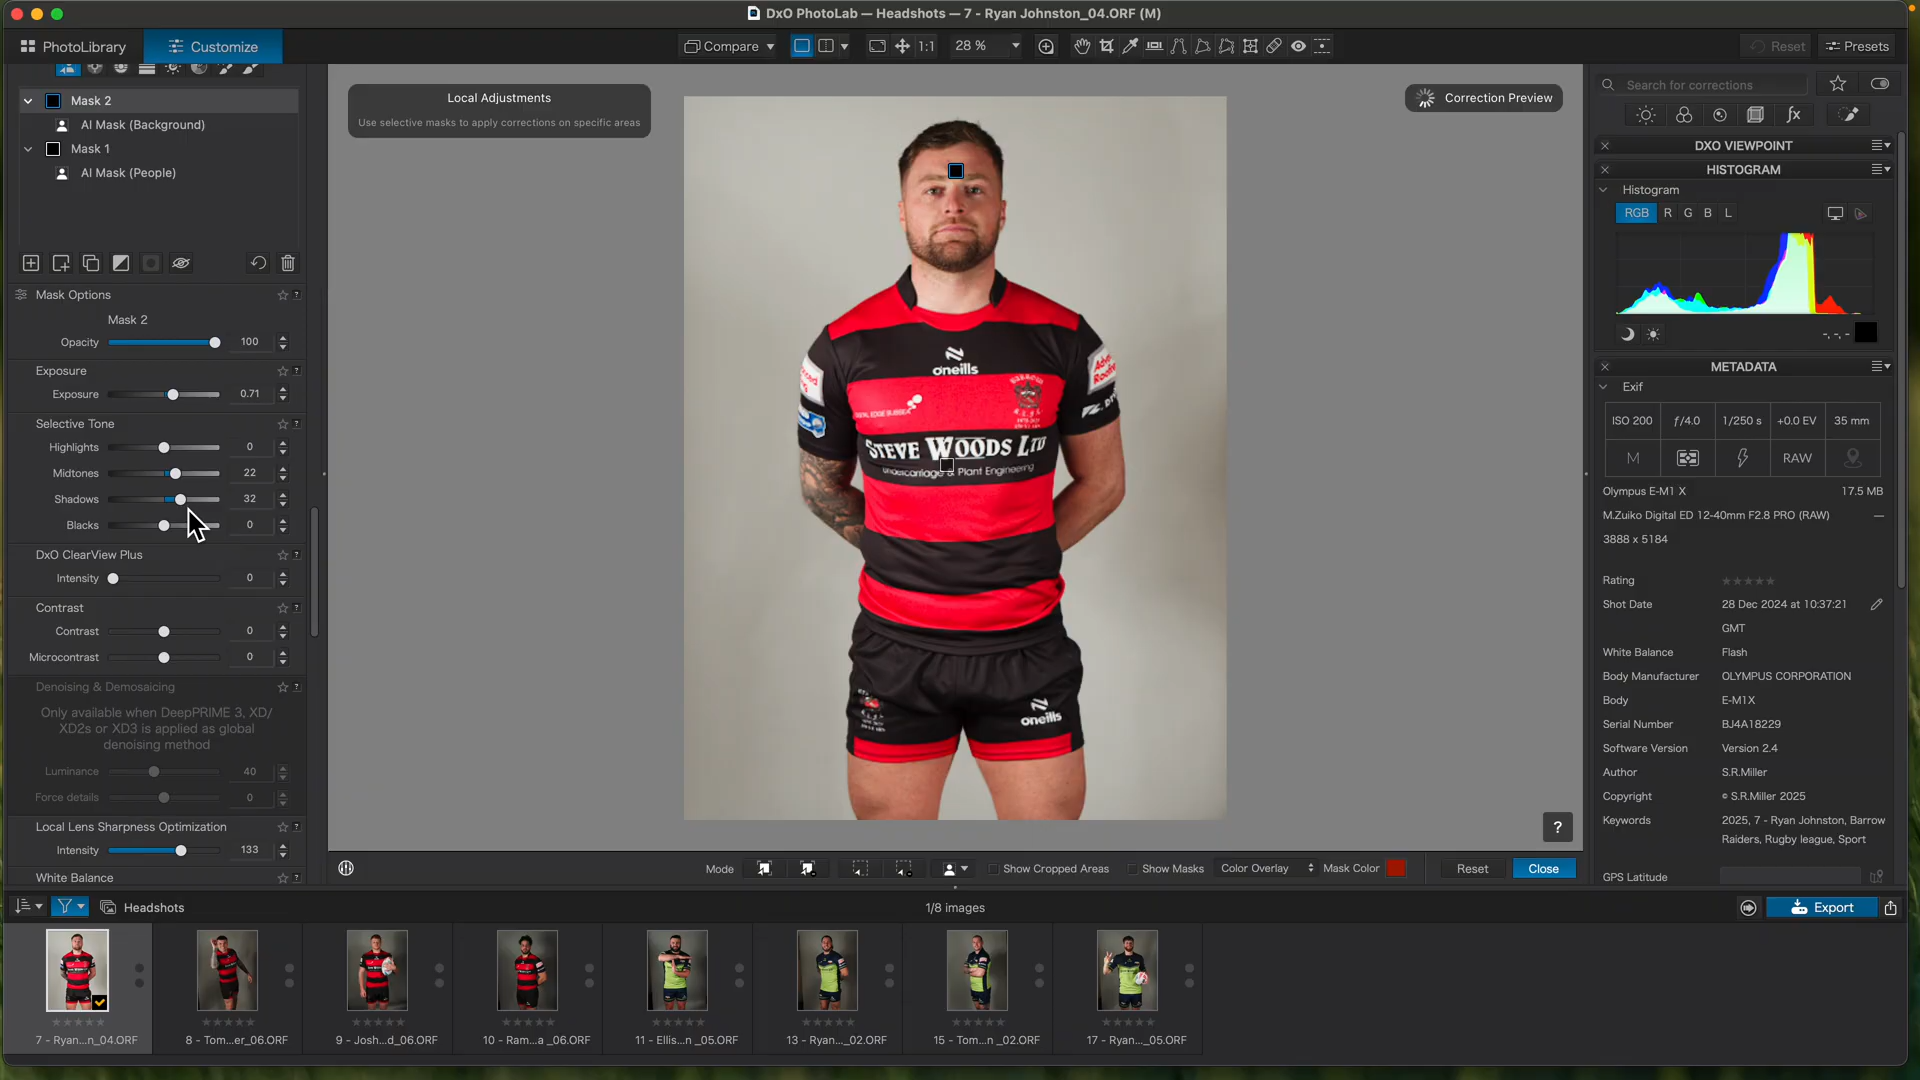 DxO PhotoLab — Headshots — 7 - Ryan Johnston_04.ORF (M)
PhotoLibrary
Customize
Compare
1:1
28 %
Reset
Presets
Mask 2
AI Mask (Background)
Mask 1
AI Mask (People)
Mask Options
Mask 2
Opacity 100
Exposure
Exposure 0.71
Selective Tone
Highlights 0
Midtones 22
Shadows 32
Blacks 0
DxO ClearView Plus
Intensity 0
Contrast
Contrast 0
Microcontrast 0
Denoising & Demosaicing
Only available when DeepPRIME 3, XD/
XD2s or XD3 is applied as global
denoising method
Luminance 40
Force details 0
Local Lens Sharpness Optimization
Intensity 133
White Balance
Local Adjustments
Use selective masks to apply corrections on specific areas
Correction Preview
oneills
STEVE WOODS LTD
Undercarriage & Plant Engineering
oneills
?
Mode
Show Cropped Areas
Show Masks
Color Overlay
Mask Color
Reset
Close
Search for corrections
fx
DXO VIEWPOINT
HISTOGRAM
Histogram
RGB R G B L
-, -, -
METADATA
Exif
ISO 200 ƒ/4.0 1/250 s +0.0 EV 35 mm
M RAW
Olympus E-M1 X 17.5 MB
M.Zuiko Digital ED 12-40mm F2.8 PRO (RAW) —
3888 x 5184
Rating
Shot Date 28 Dec 2024 at 10:37:21
GMT
White Balance Flash
Body Manufacturer OLYMPUS CORPORATION
Body E-M1X
Serial Number BJ4A18229
Software Version Version 2.4
Author S.R.Miller
Copyright © S.R.Miller 2025
Keywords 2025, 7 - Ryan Johnston, Barrow
Raiders, Rugby league, Sport
GPS Latitude
Headshots
1/8 images
Export
7 - Ryan...n_04.ORF
8 - Tom...er_06.ORF
9 - Josh...d_06.ORF
10 - Ram...a _06.ORF
11 - Ellis...n _05.ORF
13 - Ryan..._02.ORF
15 - Tom...n _02.ORF
17 - Ryan..._05.ORF